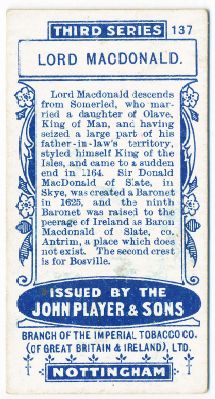 THIRD SERIES 137
LORD MACDONALD.
Lord Macdonald descends
from Somerled, who mar-
ried a daughter of Olave,
King of Man, and having
seized a large part of his
father-in-law's territory,
styled himself King of the
Isles, and came to a sudden
end in 1164. Sir Donald
MacDonald of Slate, in
Skye, was created a Baronet
in 1625, and the ninth
Baronet was raised to the
peerage of Ireland as Baron
Macdonald of Slate, co.
Antrim, a place which does
not exist. The second crest
is for Bosville.
ISSUED BY THE
JOHN PLAYER & SONS
BRANCH OF THE IMPERIAL TOBACCO CO.
(OF GREAT BRITAIN & IRELAND), LTD.
NOTTINGHAM